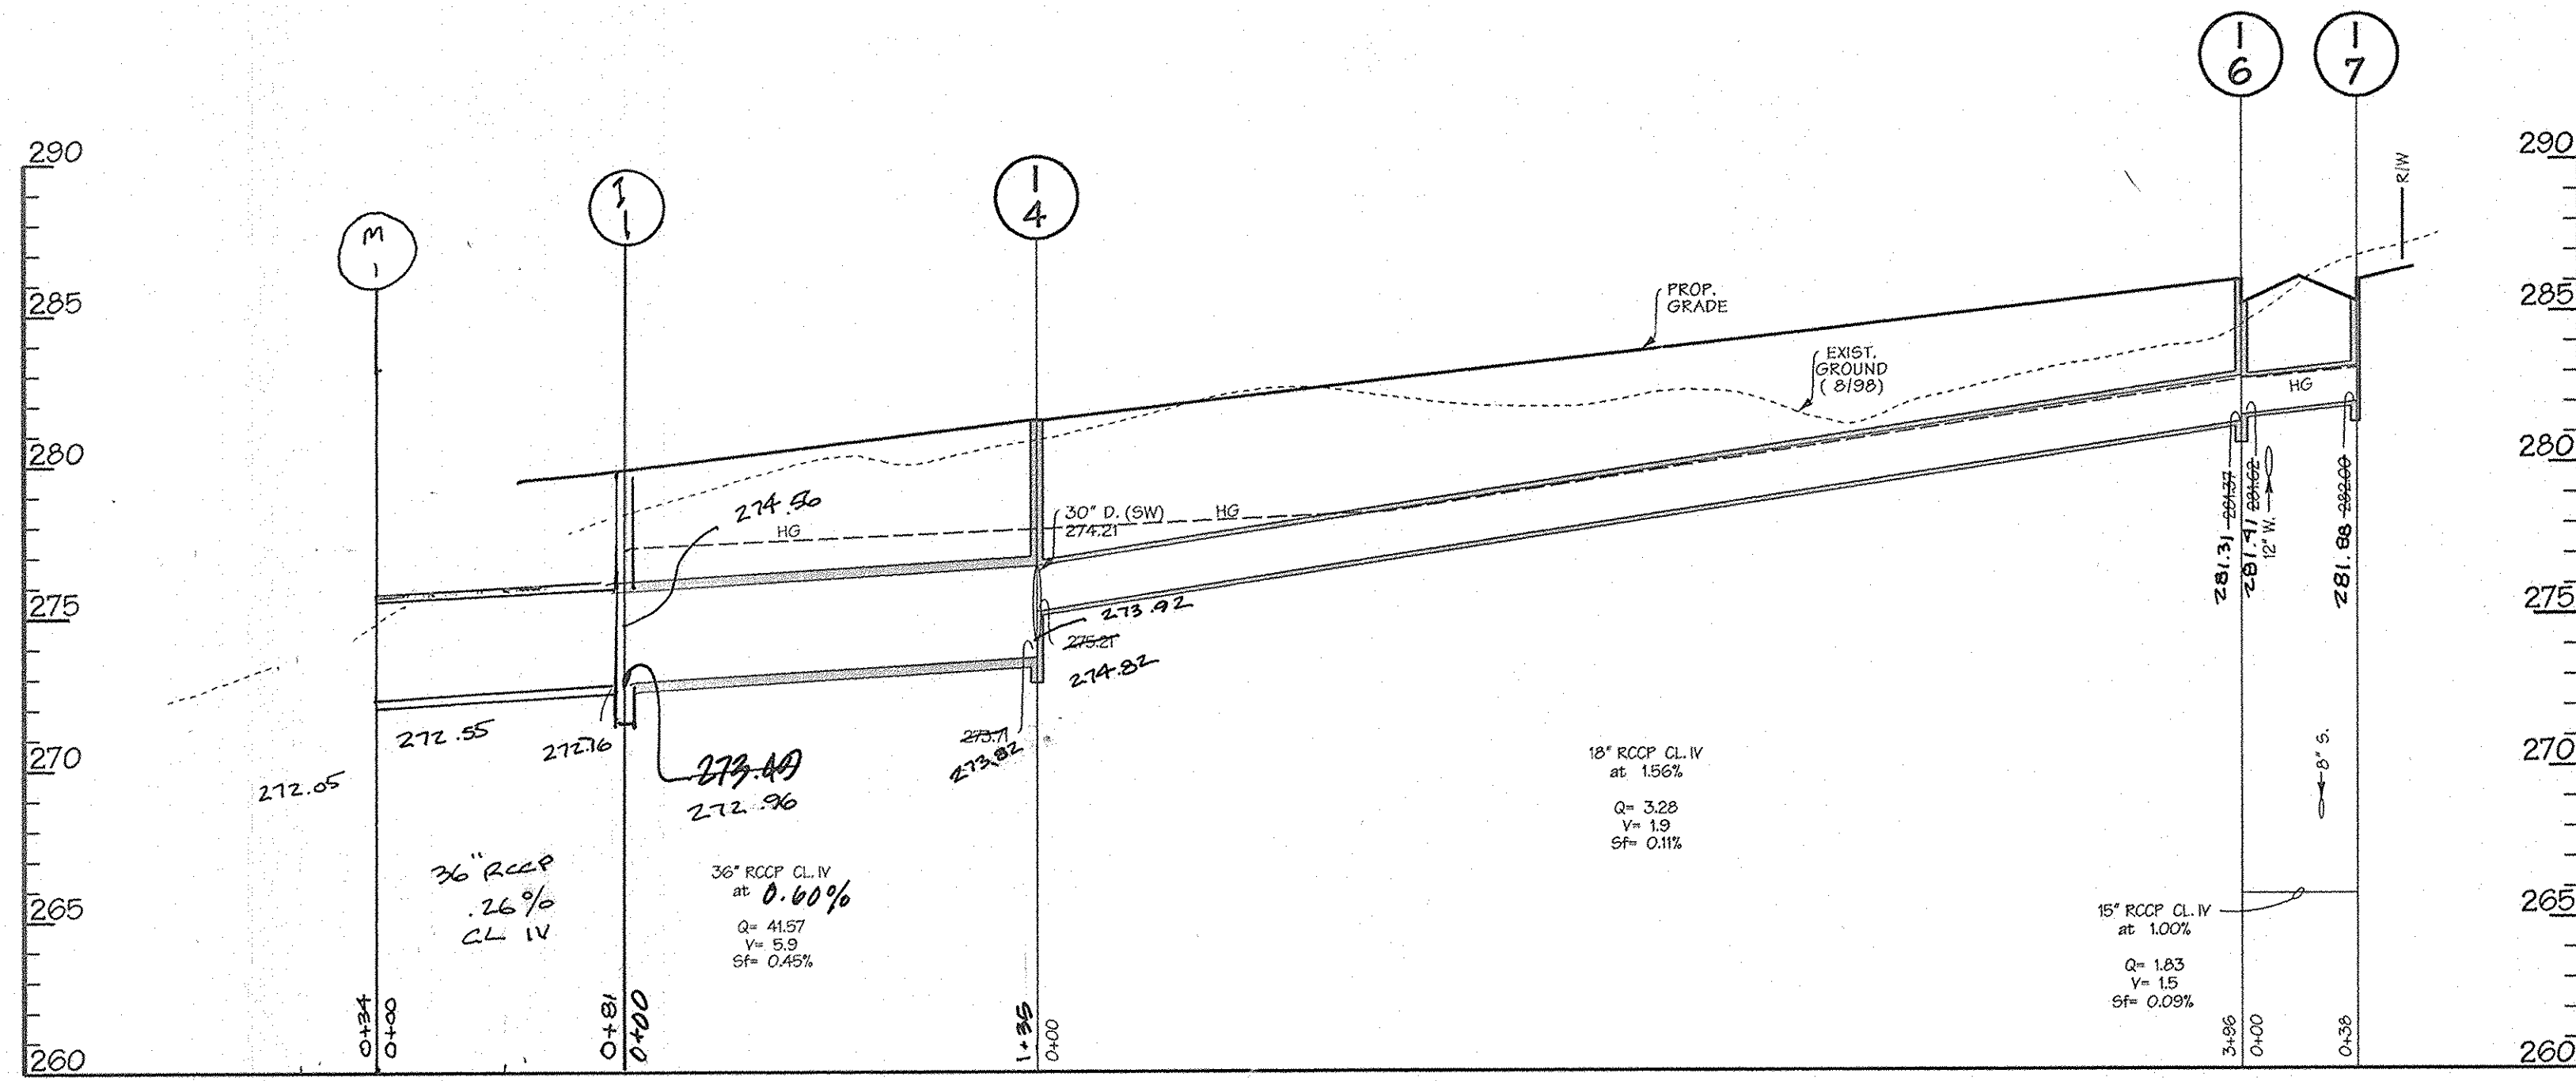 I
6
I
7
290
285
280
275
270
265
260
M
1
I
1
I
4
PROP.
GRADE
EXIST.
GROUND
( 8/98)
R/W
290
285
280
275
270
265
260
274.56
HG
30" D. (SW)
274.21
HG
HG
273.92
275.21
274.82
273.71
273.82
272.55
272.76
272.05
272.96
281.31 281.37
281.41 281.62
12" W.
281.88 282.00
8" S.
36" RCCP
.26%
CL IV
36" RCCP CL. IV
at 0.60%
Q= 41.57
V= 5.9
Sf= 0.45%
18" RCCP CL. IV
at 1.56%
Q= 3.28
V= 1.9
Sf= 0.11%
15" RCCP CL. IV
at 1.00%
Q= 1.83
V= 1.5
Sf= 0.09%
0+34
0+00
0+81
0+00
1+35
0+00
3+96
0+00
0+38